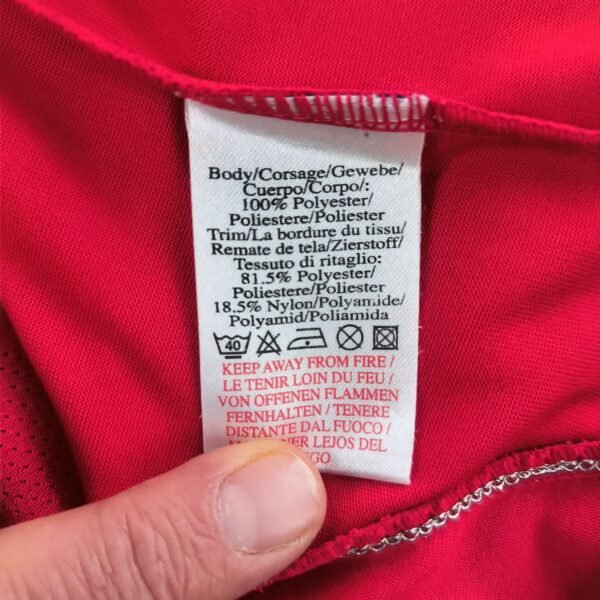 Body/Corsage/Gewebe/
Cuerpo/Corpo/:
100% Polyester/
Poliestere/Poliester
Trim/La bordure du tissu/
Remate de tela/Zierstoff/
Tessuto di ritaglio:
81.5% Polyester/
Poliestere/Poliester
18.5% Nylon/Polyamide/
Polyamid/Poliamida
40
KEEP AWAY FROM FIRE /
LE TENIR LOIN DU FEU /
VON OFFENEN FLAMMEN
FERNHALTEN / TENERE
DISTANTE DAL FUOCO /
LEJOS DEL